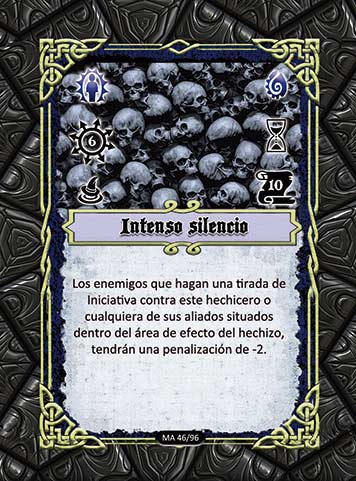 6
10
Intenso silencio
Los enemigos que hagan una tirada de
Iniciativa contra este hechicero o
cualquiera de sus aliados situados
dentro del área de efecto del hechizo,
tendrán una penalización de -2.
MA 46/96